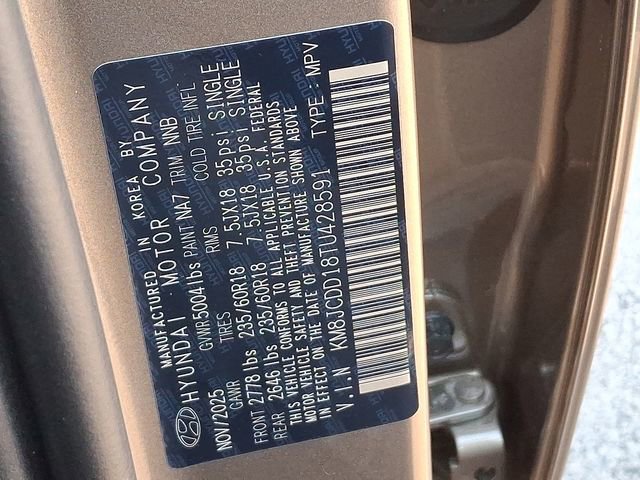 MANUFACTURED IN KOREA BY
HYUNDAI MOTOR COMPANY
NOV/2025 GVWR 5004 lbs PAINT NA7 TRIM NNB
GAWR TIRES RIMS COLD TIRE INFL
FRONT 2778 lbs 235/60R18 7.5JX18 35psi SINGLE
REAR 2646 lbs 235/60R18 7.5JX18 35psi SINGLE
THIS VEHICLE CONFORMS TO ALL APPLICABLE U.S.A. FEDERAL
MOTOR VEHICLE SAFETY AND THEFT PREVENTION STANDARDS
IN EFFECT ON THE DATE OF MANUFACTURE SHOWN ABOVE
V.I.N KM8JCDD18TU428591 TYPE: MPV